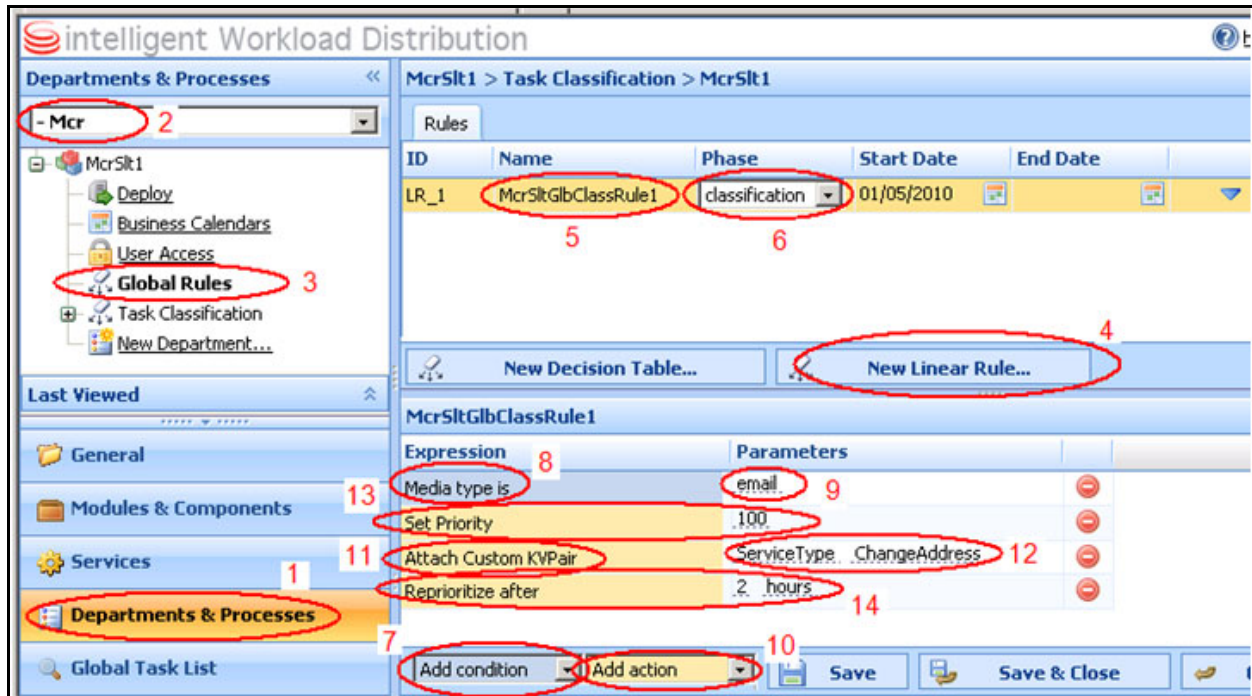 intelligent Workload Distribution
Departments & Processes
- Mcr 2
McrSlt1
Deploy
Business Calendars
User Access
Global Rules 3
Task Classification
New Department...
Last Viewed
General
Modules & Components
Services
1
Departments & Processes
Global Task List
McrSlt1 > Task Classification > McrSlt1
Rules
ID Name Phase Start Date End Date
LR_1 McrSltGlbClassRule1 classification 01/05/2010
5 6
4
New Decision Table... New Linear Rule...
McrSltGlbClassRule1
Expression Parameters
8
Media type is email 9
13 Set Priority 100
11 Attach Custom KVPair ServiceType ChangeAddress 12
Reprioritize after 2 hours 14
7 10
Add condition Add action Save Save & Close